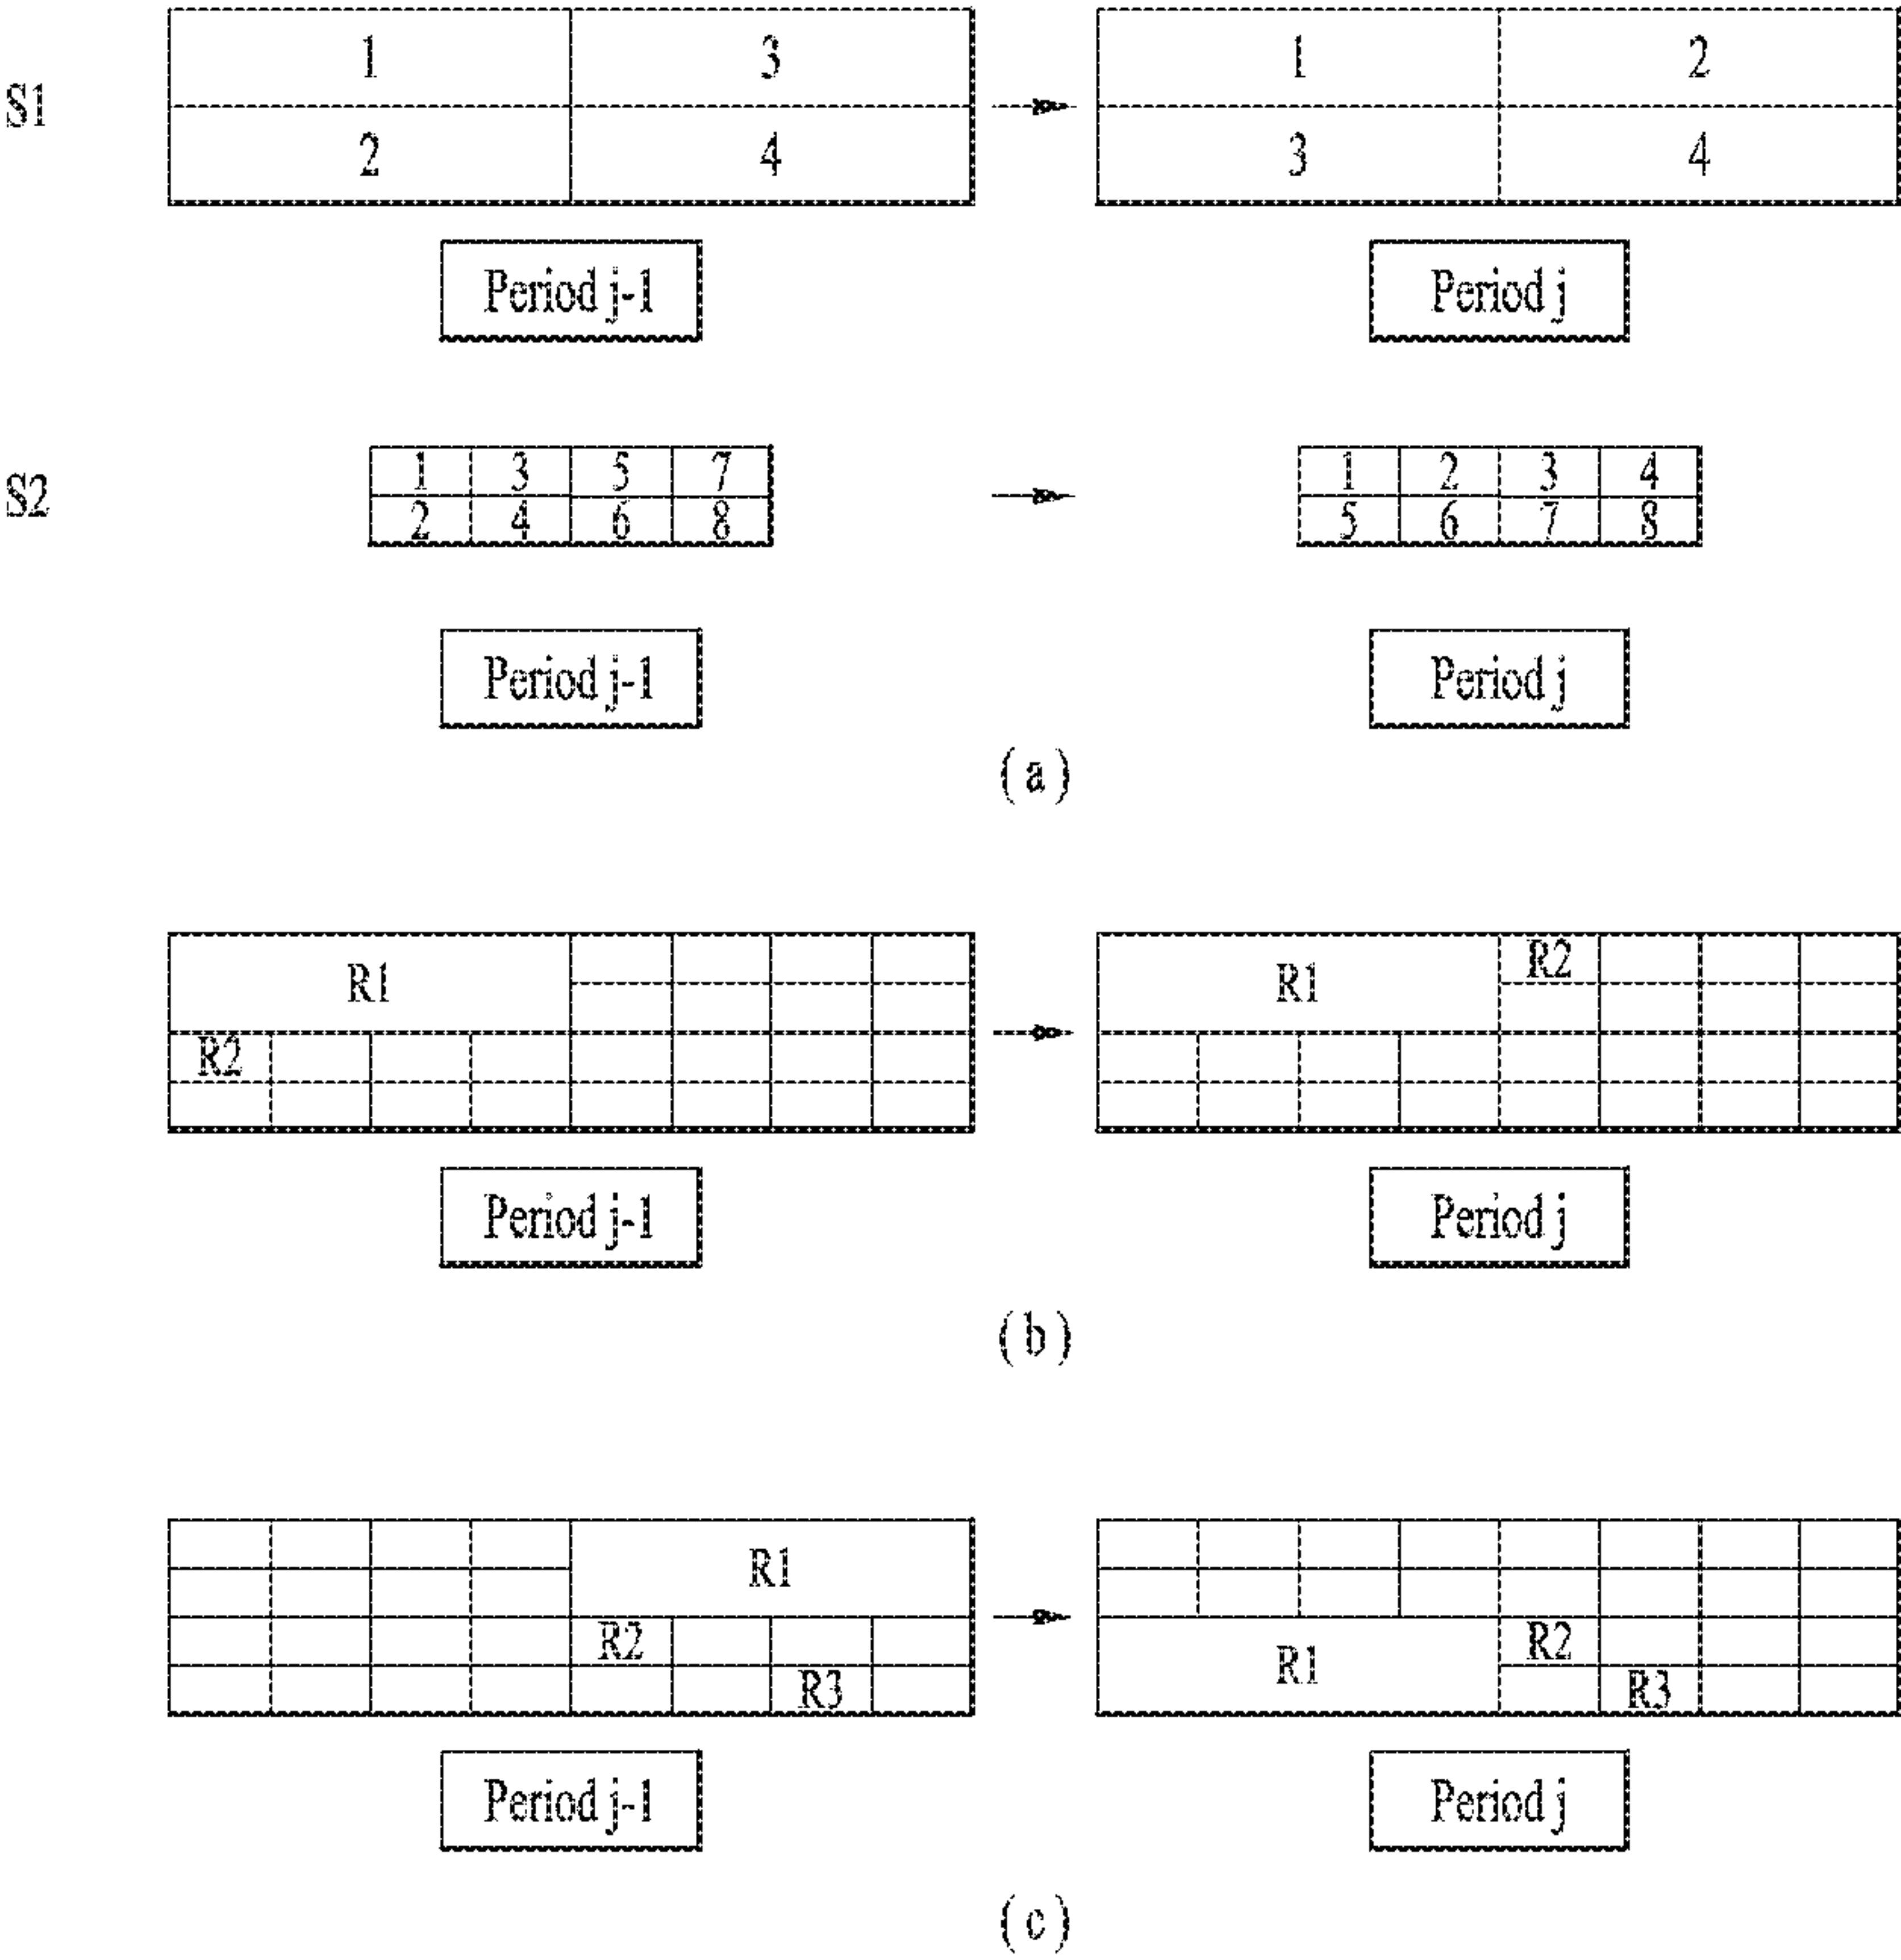 1 3 1 2
S1
2 4 3 4
Period j-1 Period j
1 3 5 7 1 2 3 4
S2
2 4 6 8 5 6 7 8
Period j-1 Period j
(a)
R1 R1 R2
R2
Period j-1 Period j
(b)
R1
R2 R1 R2
R3 R3
Period j-1 Period j
(c)